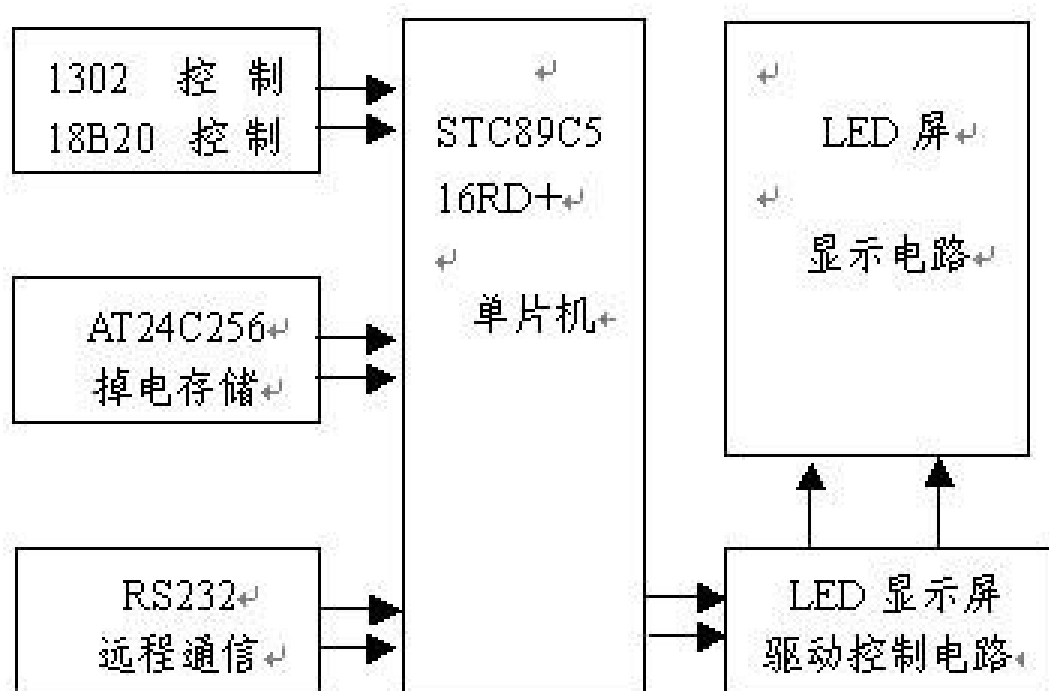 1302 控 制
18B20 控 制
AT24C256
掉电存储
RS232
远程通信
STC89C5
16RD+
单片机
LED 屏
显示电路
LED 显示屏
驱动控制电路